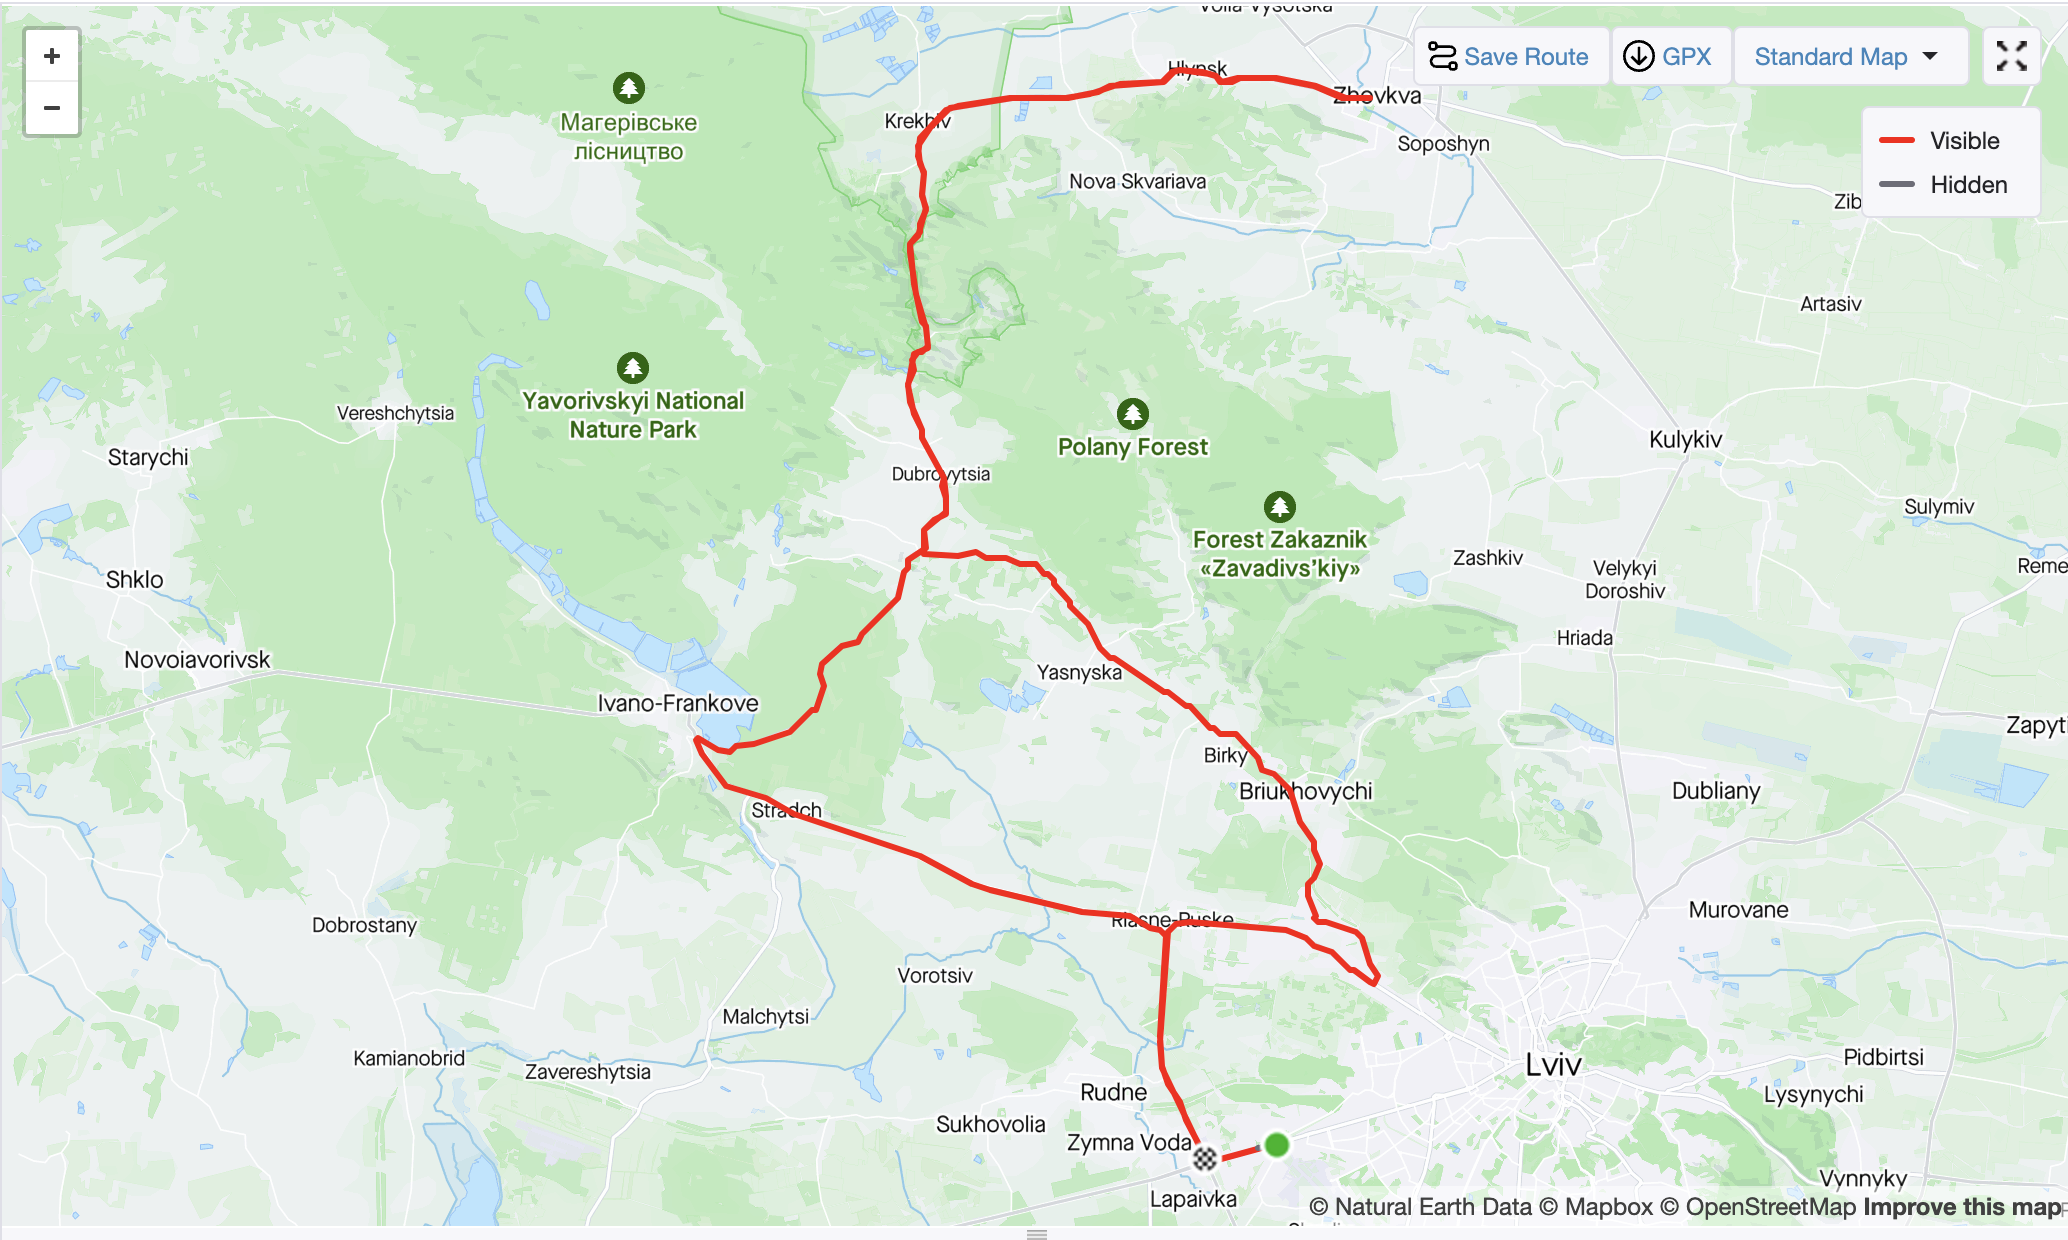 Volia-Vysotska
+
−
Save Route
GPX
Standard Map
Hlynsk
Zhovkva
Магерівське
лісництво
Krekhiv
Soposhyn
Visible
Hidden
Nova Skvariava
Zib
Artasiv
Yavorivskyi National
Nature Park
Vereshchytsia
Polany Forest
Kulykiv
Starychi
Dubrovytsia
Sulymiv
Forest Zakaznik
«Zavadivs'kiy»
Zashkiv
Velykyi
Doroshiv
Reme
Shklo
Hriada
Novoiavorivsk
Yasnyska
Ivano-Frankove
Zapyti
Birky
Briukhovychi
Dubliany
Stradch
Dobrostany
Riasne-Ruske
Murovane
Vorotsiv
Malchytsi
Kamianobrid
Zavereshytsia
Lviv
Pidbirtsi
Rudne
Lysynychi
Sukhovolia
Zymna Voda
Vynnyky
Lapaivka
© Natural Earth Data © Mapbox © OpenStreetMap Improve this map